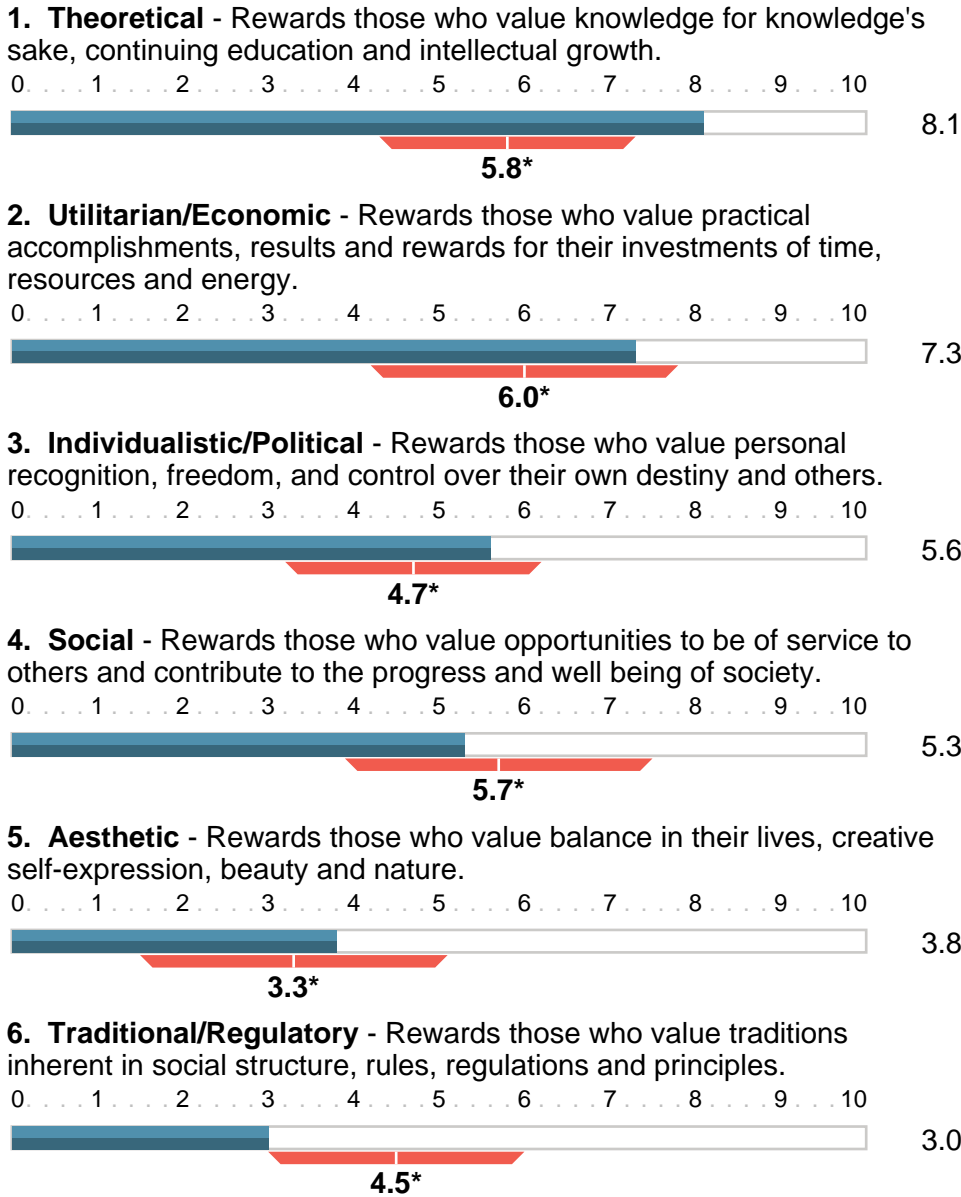 1. Theoretical - Rewards those who value knowledge for knowledge's
sake, continuing education and intellectual growth.
0. . . . 1 . . . . 2 . . . . 3 . . . . 4 . . . . 5 . . . . 6 . . . . 7 . . . . 8 . . . . 9 . . . 10
8.1
5.8*
2. Utilitarian/Economic - Rewards those who value practical
accomplishments, results and rewards for their investments of time,
resources and energy.
0. . . . 1 . . . . 2 . . . . 3 . . . . 4 . . . . 5 . . . . 6 . . . . 7 . . . . 8 . . . . 9 . . . 10
7.3
6.0*
3. Individualistic/Political - Rewards those who value personal
recognition, freedom, and control over their own destiny and others.
0. . . . 1 . . . . 2 . . . . 3 . . . . 4 . . . . 5 . . . . 6 . . . . 7 . . . . 8 . . . . 9 . . . 10
5.6
4.7*
4. Social - Rewards those who value opportunities to be of service to
others and contribute to the progress and well being of society.
0. . . . 1 . . . . 2 . . . . 3 . . . . 4 . . . . 5 . . . . 6 . . . . 7 . . . . 8 . . . . 9 . . . 10
5.3
5.7*
5. Aesthetic - Rewards those who value balance in their lives, creative
self-expression, beauty and nature.
0. . . . 1 . . . . 2 . . . . 3 . . . . 4 . . . . 5 . . . . 6 . . . . 7 . . . . 8 . . . . 9 . . . 10
3.8
3.3*
6. Traditional/Regulatory - Rewards those who value traditions
inherent in social structure, rules, regulations and principles.
0. . . . 1 . . . . 2 . . . . 3 . . . . 4 . . . . 5 . . . . 6 . . . . 7 . . . . 8 . . . . 9 . . . 10
3.0
4.5*